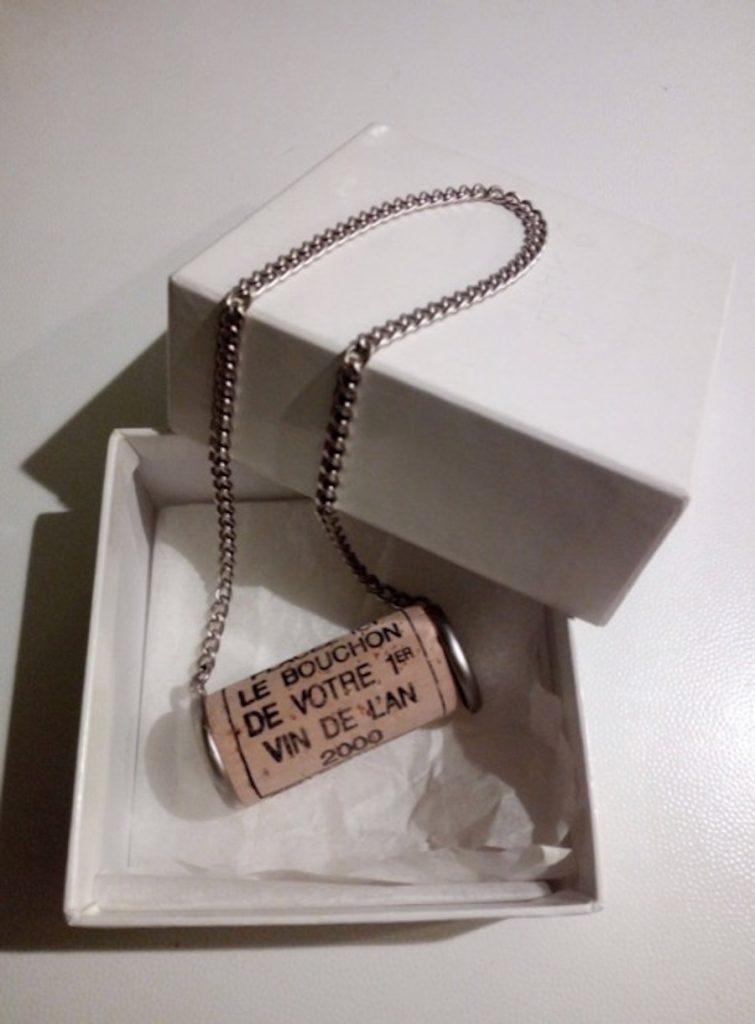 LE BOUCHON
DE VOTRE 1ER
VIN DE L'AN
2000